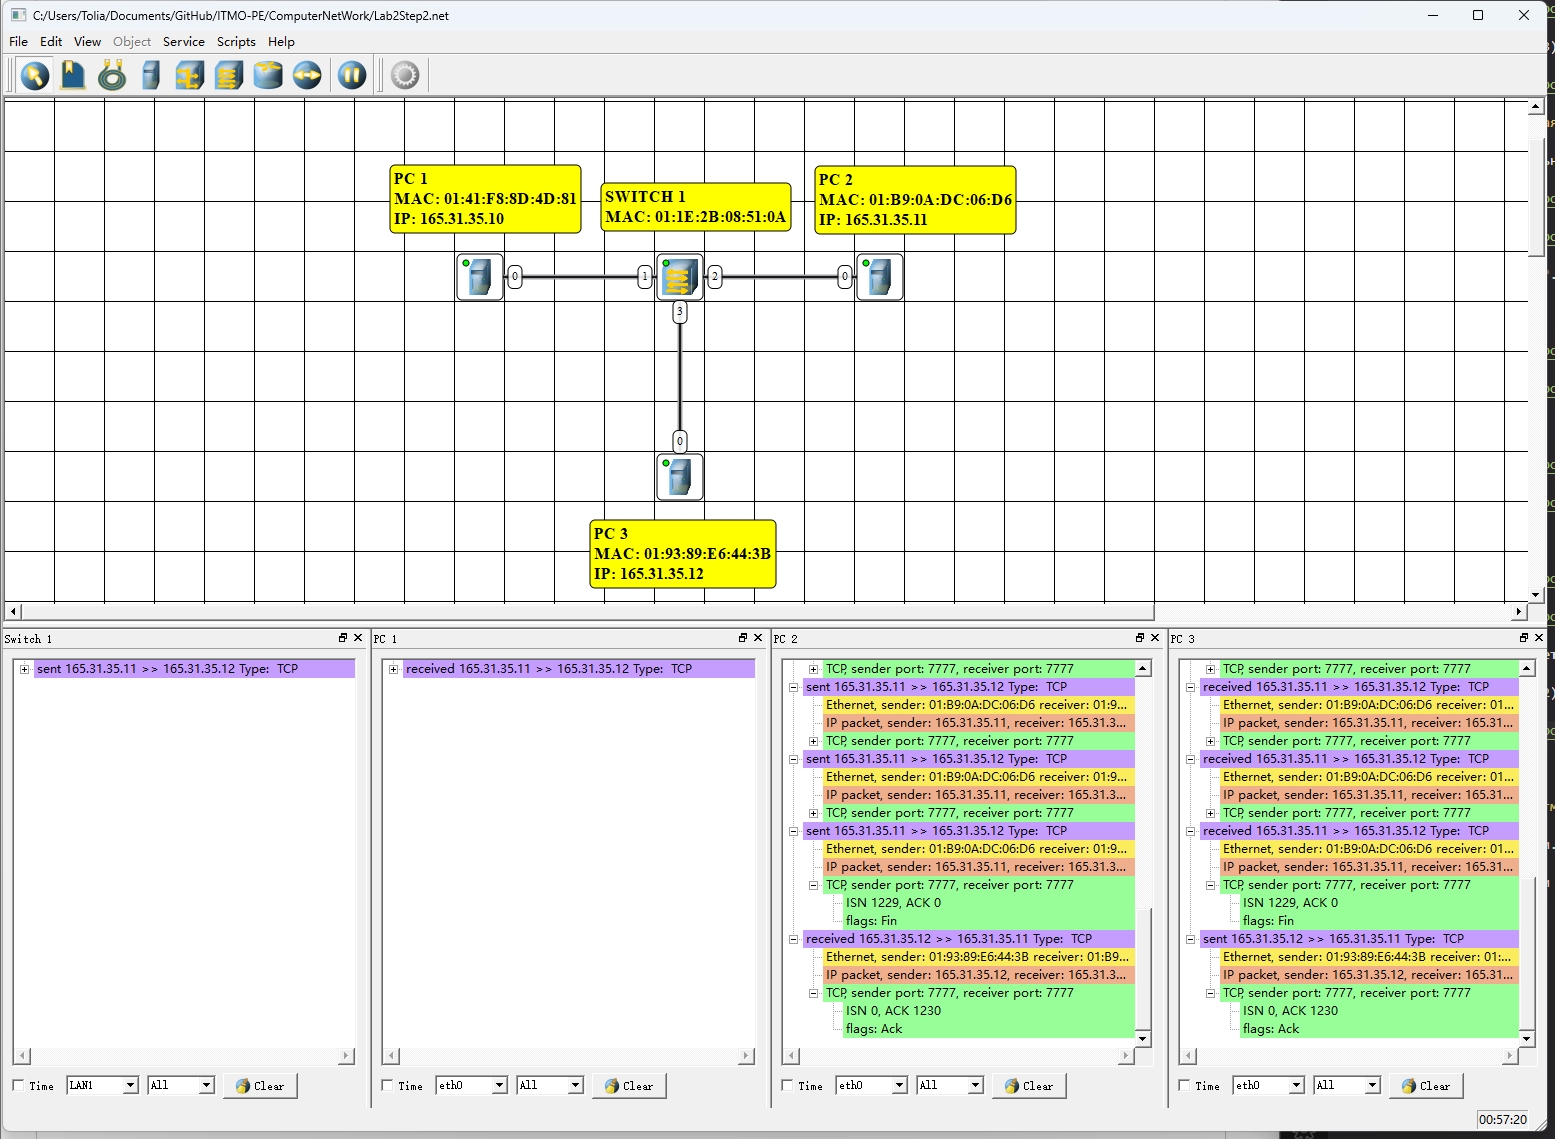 C:/Users/Tolia/Documents/GitHub/ITMO-PE/ComputerNetWork/Lab2Step2.net
File Edit View Object Service Scripts Help
PC 1
MAC: 01:41:F8:8D:4D:81
IP: 165.31.35.10
SWITCH 1
MAC: 01:1E:2B:08:51:0A
PC 2
MAC: 01:B9:0A:DC:06:D6
IP: 165.31.35.11
0
1
2
0
3
0
PC 3
MAC: 01:93:89:E6:44:3B
IP: 165.31.35.12
Switch 1
sent 165.31.35.11 >> 165.31.35.12 Type: TCP
Time LAN1 All Clear
PC 1
received 165.31.35.11 >> 165.31.35.12 Type: TCP
Time eth0 All Clear
PC 2
TCP, sender port: 7777, receiver port: 7777
sent 165.31.35.11 >> 165.31.35.12 Type: TCP
Ethernet, sender: 01:B9:0A:DC:06:D6 receiver: 01:9...
IP packet, sender: 165.31.35.11, receiver: 165.31.3...
TCP, sender port: 7777, receiver port: 7777
sent 165.31.35.11 >> 165.31.35.12 Type: TCP
Ethernet, sender: 01:B9:0A:DC:06:D6 receiver: 01:9...
IP packet, sender: 165.31.35.11, receiver: 165.31.3...
TCP, sender port: 7777, receiver port: 7777
sent 165.31.35.11 >> 165.31.35.12 Type: TCP
Ethernet, sender: 01:B9:0A:DC:06:D6 receiver: 01:9...
IP packet, sender: 165.31.35.11, receiver: 165.31.3...
TCP, sender port: 7777, receiver port: 7777
ISN 1229, ACK 0
flags: Fin
received 165.31.35.12 >> 165.31.35.11 Type: TCP
Ethernet, sender: 01:93:89:E6:44:3B receiver: 01:B9...
IP packet, sender: 165.31.35.12, receiver: 165.31.3...
TCP, sender port: 7777, receiver port: 7777
ISN 0, ACK 1230
flags: Ack
Time eth0 All Clear
PC 3
TCP, sender port: 7777, receiver port: 7777
received 165.31.35.11 >> 165.31.35.12 Type: TCP
Ethernet, sender: 01:B9:0A:DC:06:D6 receiver: 01:...
IP packet, sender: 165.31.35.11, receiver: 165.31...
TCP, sender port: 7777, receiver port: 7777
received 165.31.35.11 >> 165.31.35.12 Type: TCP
Ethernet, sender: 01:B9:0A:DC:06:D6 receiver: 01:...
IP packet, sender: 165.31.35.11, receiver: 165.31...
TCP, sender port: 7777, receiver port: 7777
received 165.31.35.11 >> 165.31.35.12 Type: TCP
Ethernet, sender: 01:B9:0A:DC:06:D6 receiver: 01:...
IP packet, sender: 165.31.35.11, receiver: 165.31...
TCP, sender port: 7777, receiver port: 7777
ISN 1229, ACK 0
flags: Fin
sent 165.31.35.12 >> 165.31.35.11 Type: TCP
Ethernet, sender: 01:93:89:E6:44:3B receiver: 01:...
IP packet, sender: 165.31.35.12, receiver: 165.31...
TCP, sender port: 7777, receiver port: 7777
ISN 0, ACK 1230
flags: Ack
Time eth0 All Clear
00:57:20